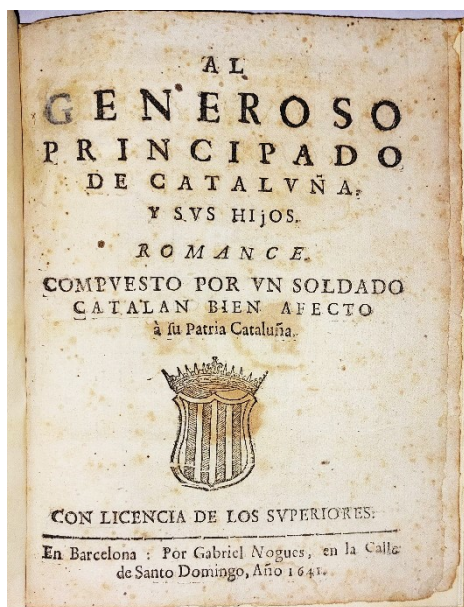 AL
GENEROSO
PRINCIPADO
DE CATALVÑA,
Y SVS HIjOS.
ROMANCE.
COMPVESTO POR VN SOLDADO
CATALAN BIEN AFECTO
à ſu Patria Cataluña.
CON LICENCIA DE LOS SVPERIORES.
En Barcelona : Por Gabriel Nogues, en la Calle
de Santo Domingo, Año 1641.